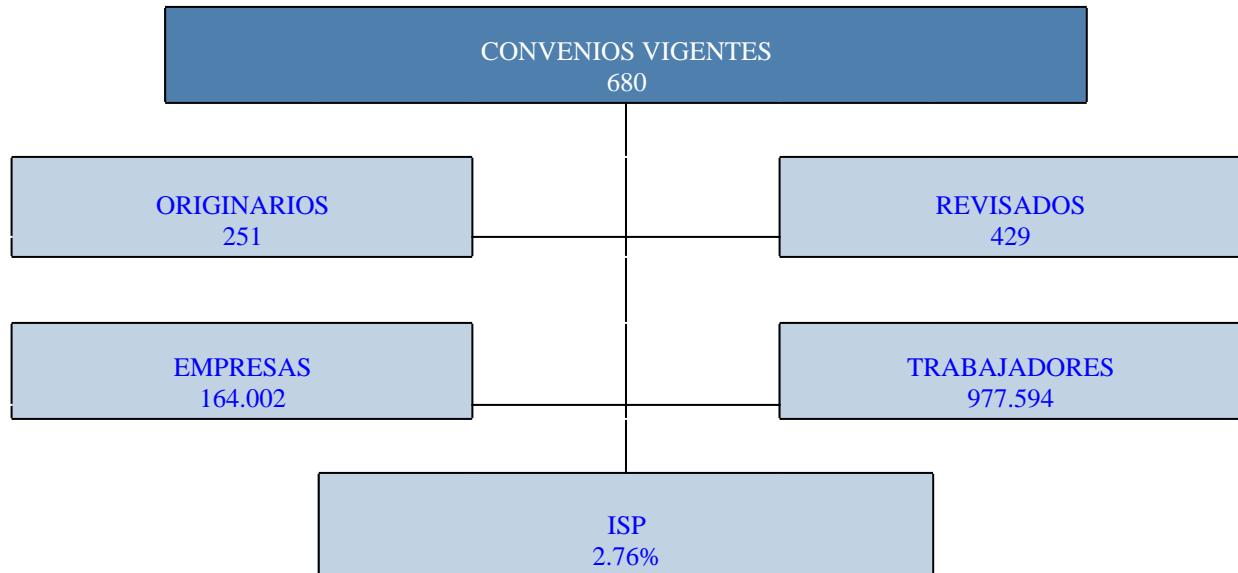 CONVENIOS VIGENTES
680
ORIGINARIOS
251
REVISADOS
429
EMPRESAS
164.002
TRABAJADORES
977.594
ISP
2.76%